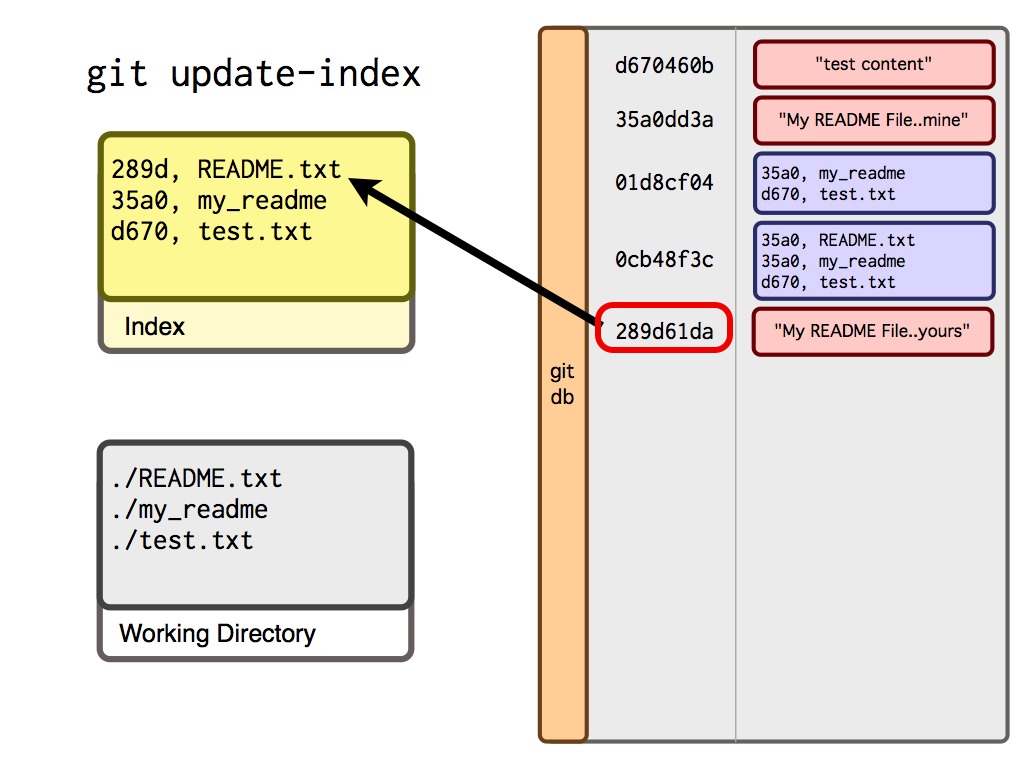 git update-index
289d, README.txt
35a0, my_readme
d670, test.txt
Index
./README.txt
./my_readme
./test.txt
Working Directory
git
db
d670460b
"test content"
35a0dd3a
"My README File..mine"
01d8cf04
35a0, my_readme
d670, test.txt
0cb48f3c
35a0, README.txt
35a0, my_readme
d670, test.txt
289d61da
"My README File..yours"